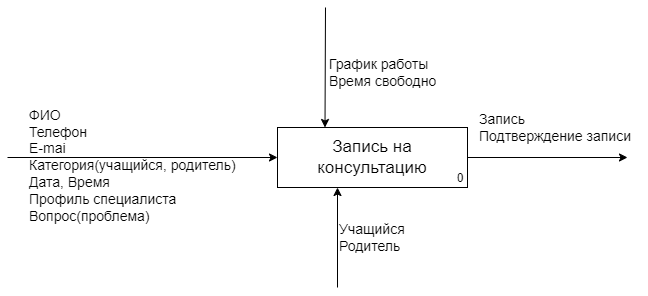 График работы
Время свободно
ФИО
Телефон
E-mai
Категория(учащийся, родитель)
Дата, Время
Профиль специалиста
Вопрос(проблема)
Запись на
консультацию
0
Запись
Подтверждение записи
Учащийся
Родитель